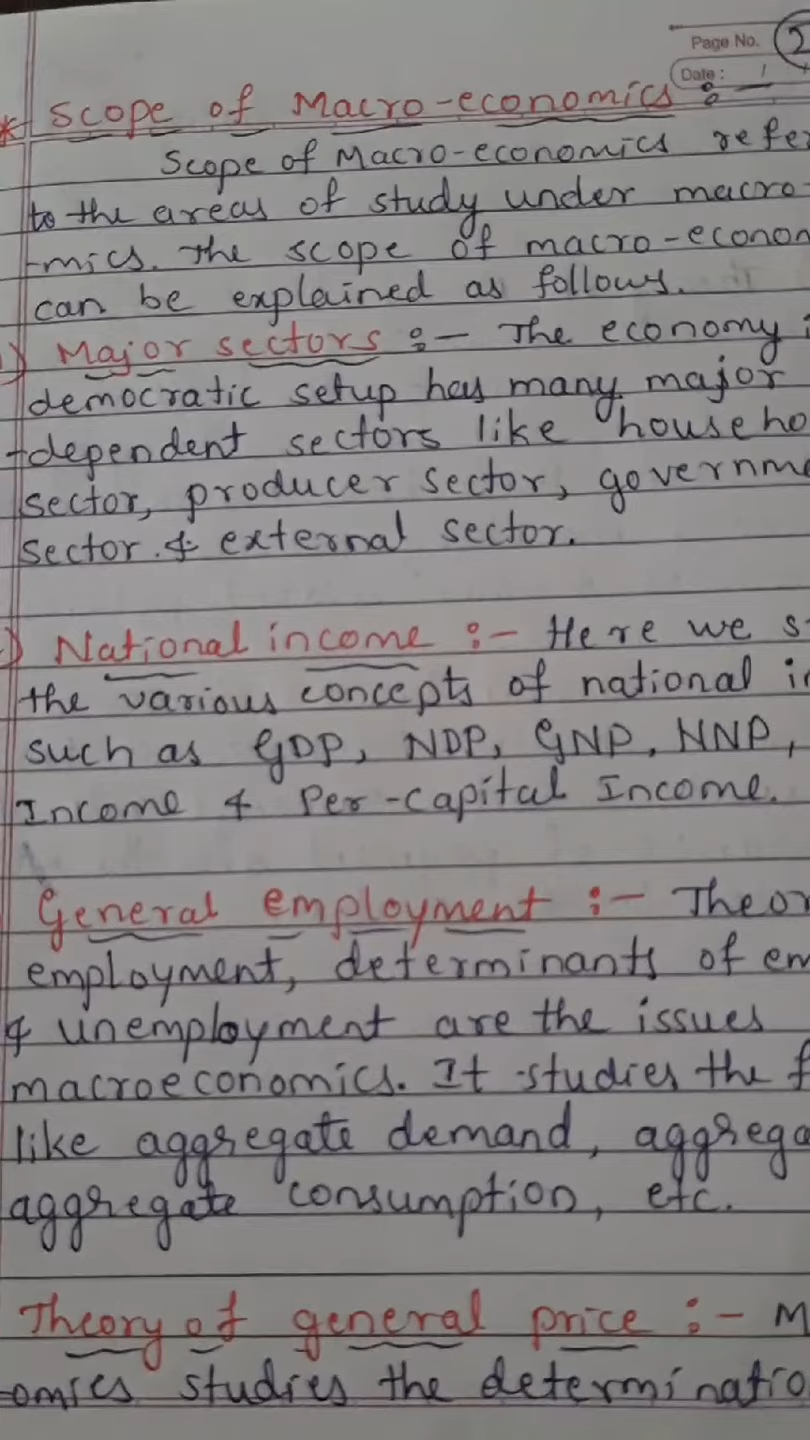 Page No. 2
Date: /
* Scope of Macro-economics :-
Scope of Macro-economics refe
to the areas of study under macro-
-mics. The scope of macro-econom
can be explained as follows.
) Major sectors :- The economy i
democratic setup has many major
-dependent sectors like househo
sector, producer sector, governme
sector & external sector.
) National income :- Here we s
the various concepts of national in
such as GDP, NDP, GNP, NNP,
Income & Per-capital Income.
General employment :- Theor
employment, determinants of em
& unemployment are the issues
macroeconomics. It studies the f
like aggregate demand, aggrega
aggregate consumption, etc.
Theory of general price :- M
omics studies the determinatio